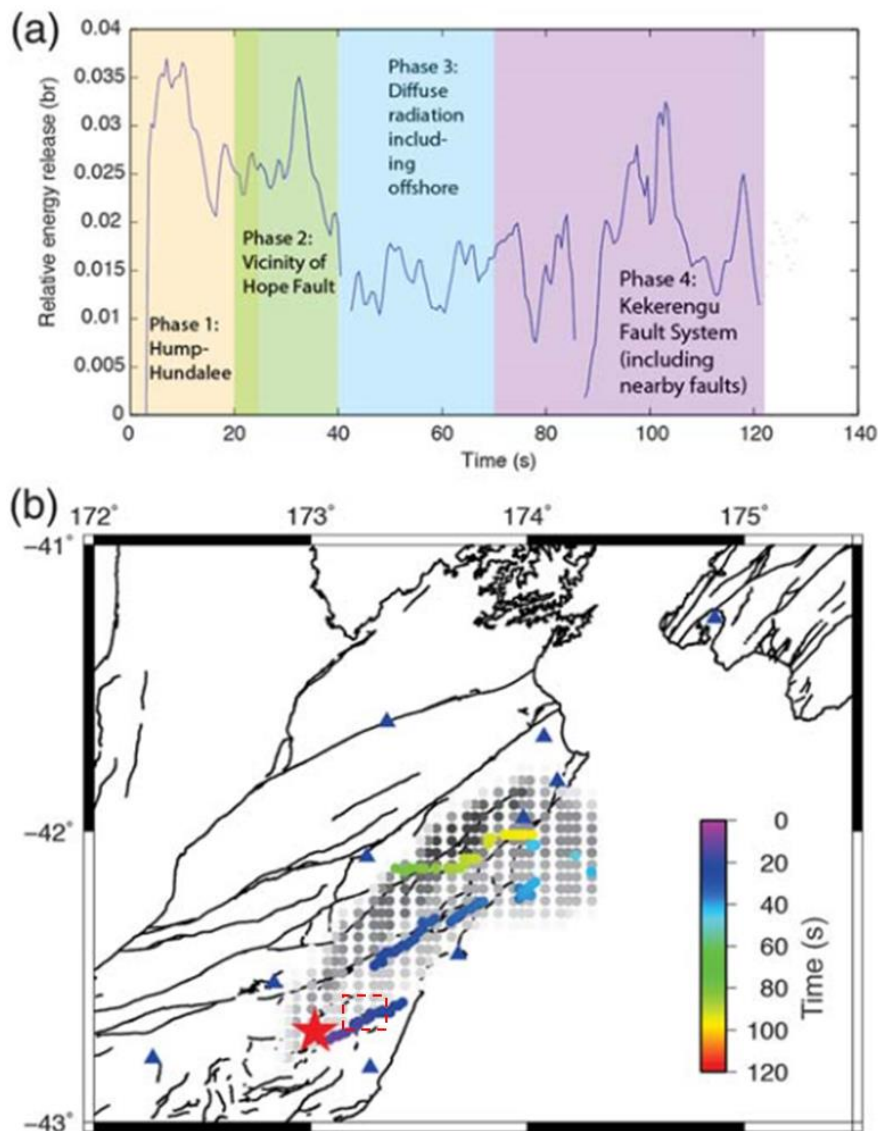 (a)
Relative energy release (br)
0.04
0.035
0.03
0.025
0.02
0.015
0.01
0.005
0
Phase 1:
Hump-
Hundalee
Phase 2:
Vicinity of
Hope Fault
Phase 3:
Diffuse
radiation
includ-
ing
offshore
Phase 4:
Kekerengu
Fault System
(including
nearby faults)
0 20 40 60 80 100 120 140
Time (s)
(b)
172° 173° 174° 175°
−41°
−42°
−43°
0
20
40
60
80
100
120
Time (s)